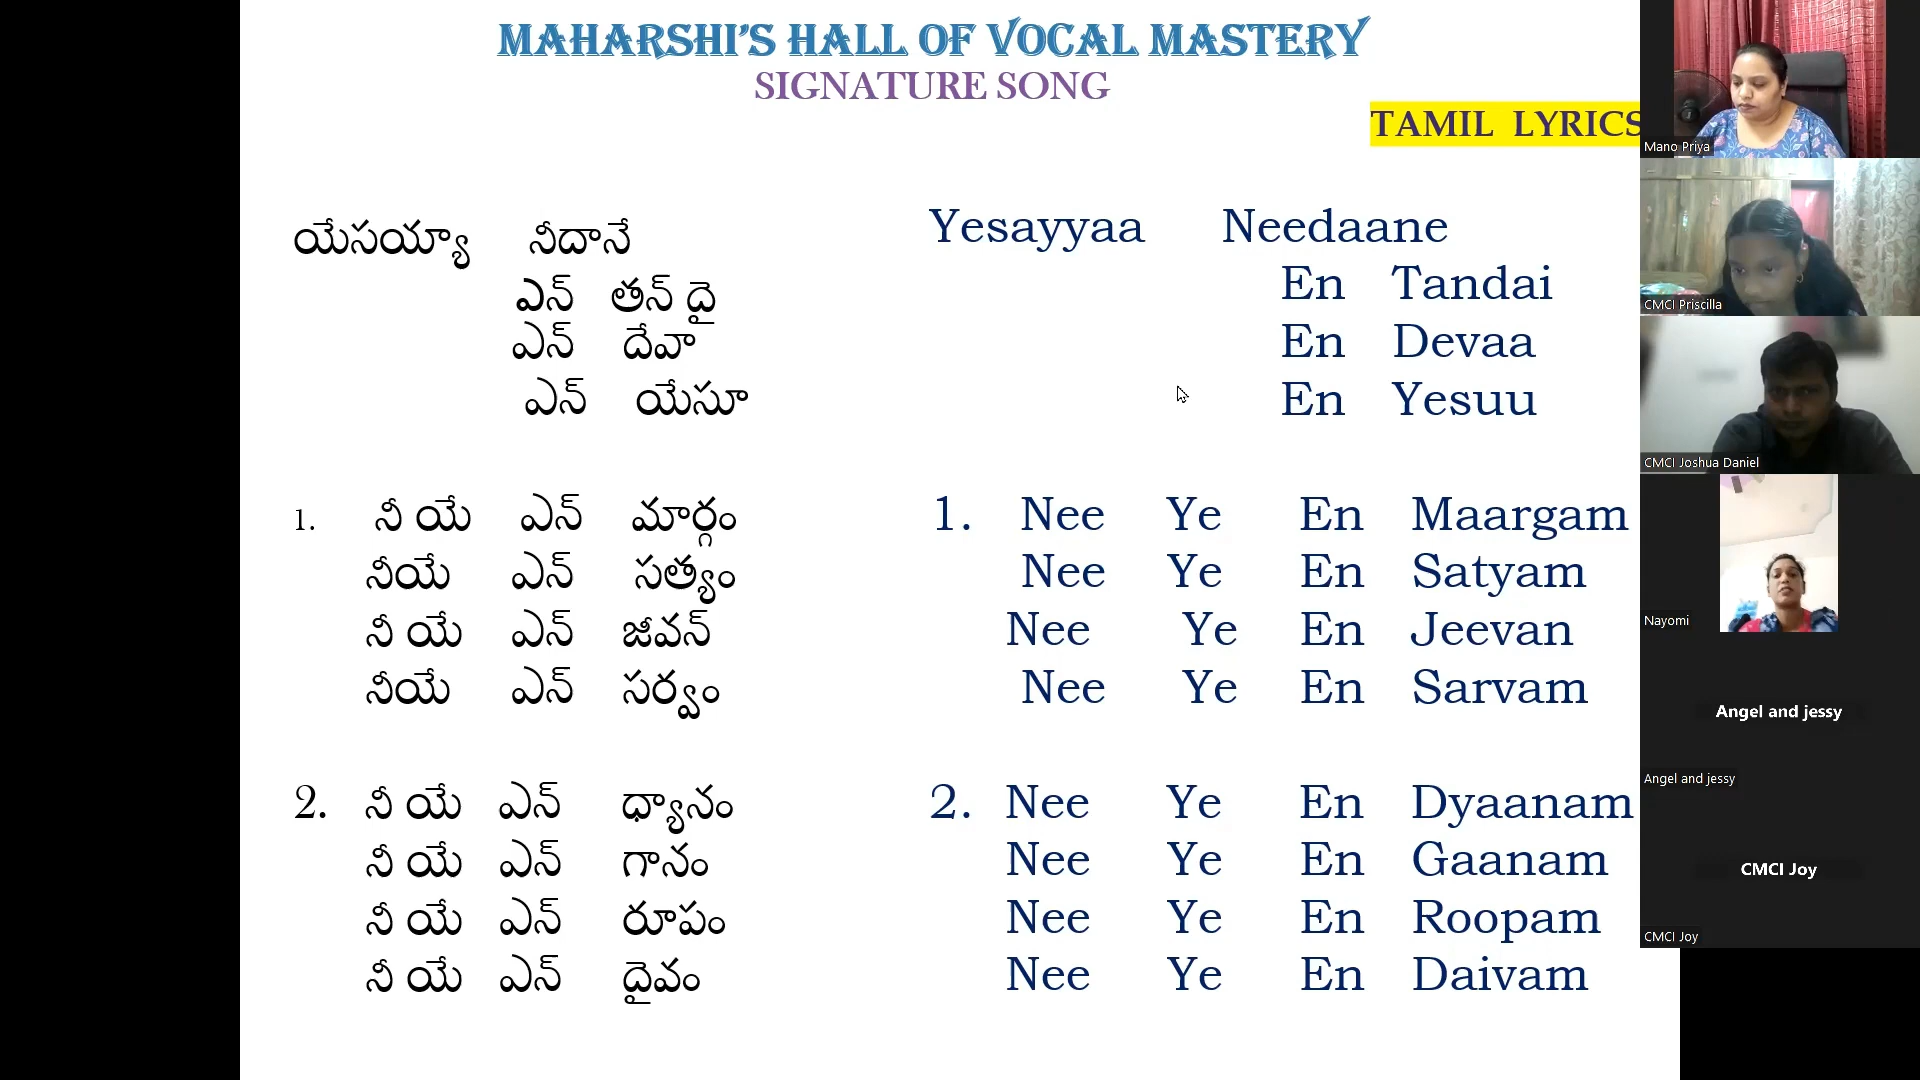 MAHARSHI'S HALL OF VOCAL MASTERY
SIGNATURE SONG
TAMIL LYRICS
యేసయ్యా నీదానే
ఎన్ తన్ దై
ఎన్ దేవా
ఎన్ యేసూ
1. నీ యే ఎన్ మార్గం
నీయే ఎన్ సత్యం
నీ యే ఎన్ జీవన్
నీయే ఎన్ సర్వం
2. నీ యే ఎన్ ధ్యానం
నీ యే ఎన్ గానం
నీ యే ఎన్ రూపం
నీ యే ఎన్ దైవం
Yesayyaa Needaane
En Tandai
En Devaa
En Yesuu
1. Nee Ye En Maargam
Nee Ye En Satyam
Nee Ye En Jeevan
Nee Ye En Sarvam
2. Nee Ye En Dyaanam
Nee Ye En Gaanam
Nee Ye En Roopam
Nee Ye En Daivam
Mano Priya
CMCI Priscilla
CMCI Joshua Daniel
Nayomi
Angel and jessy
Angel and jessy
CMCI Joy
CMCI Joy